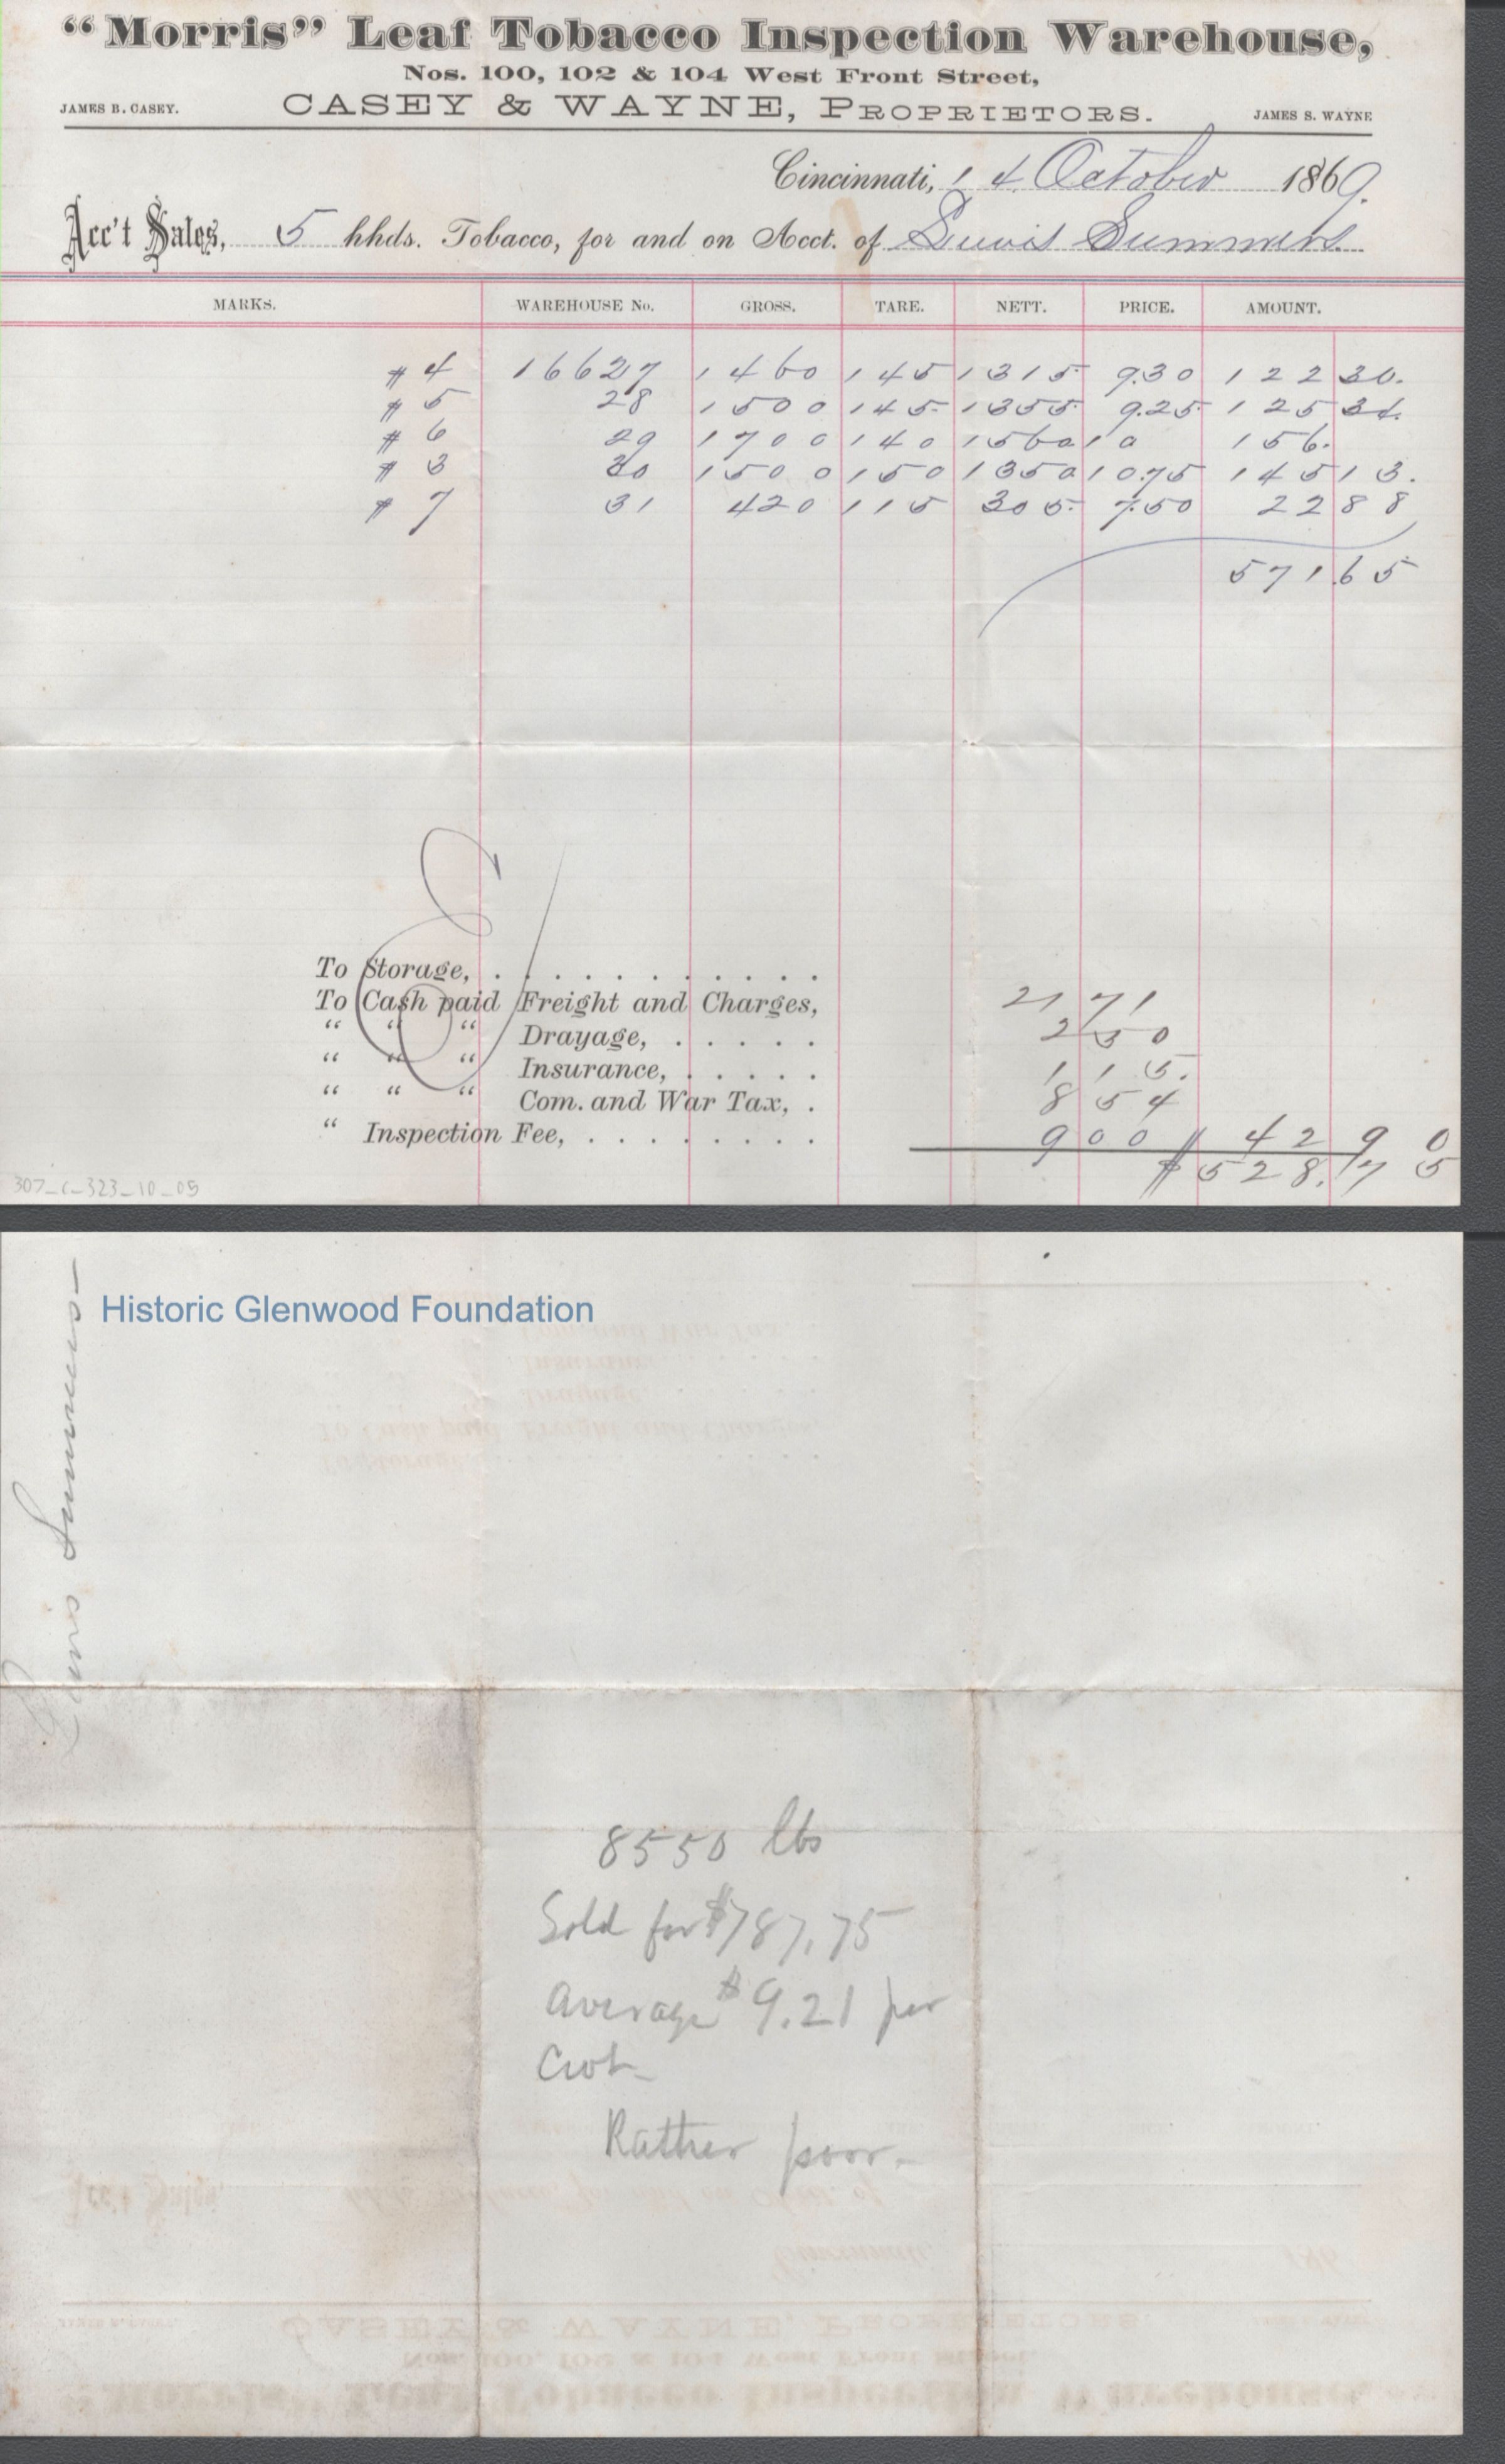 “Morris” Leaf Tobacco Inspection Warehouse,
Nos. 100, 102 & 104 West Front Street,
JAMES B. CASEY. CASEY & WAYNE, PROPRIETORS. JAMES S. WAYNE
Cincinnati, 14 October 1869.
Acc't Sales, 5 hhds. Tobacco, for and on Acct. of Lewis Summers
MARKS. WAREHOUSE No. GROSS. TARE. NETT. PRICE. AMOUNT.
# 4 16627 1460 145 1315 9.30 122 30.
# 5 28 1500 145 1355 9.25 125 34.
# 6 29 1700 140 1560 10 156.
# 3 30 1500 150 1350 10.75 145 13.
# 7 31 420 115 305 7.50 22 88
571.65
To Storage, . . . . . . . . . .
To Cash paid Freight and Charges, 21 71
“ “ “ Drayage, . . . . . 2 50
“ “ “ Insurance, . . . . . 1 15.
“ “ “ Com. and War Tax, . 8 54
“ Inspection Fee, . . . . . . . . 9 00 42 90
$528.75
307_c_323_10_05
Historic Glenwood Foundation
Lewis Summers
8550 lbs
Sold for $787,75
average $9.21 per
Cwt
Rather poor.